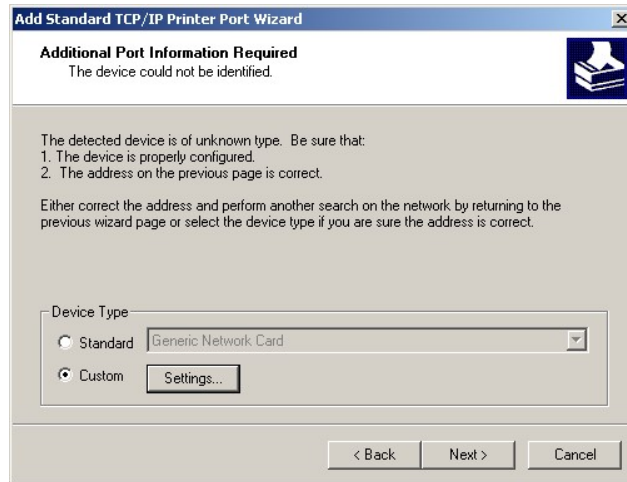 Add Standard TCP/IP Printer Port Wizard
Additional Port Information Required
The device could not be identified.
The detected device is of unknown type. Be sure that:
1. The device is properly configured.
2. The address on the previous page is correct.
Either correct the address and perform another search on the network by returning to the
previous wizard page or select the device type if you are sure the address is correct.
Device Type
Standard Generic Network Card
Custom Settings...
< Back Next > Cancel